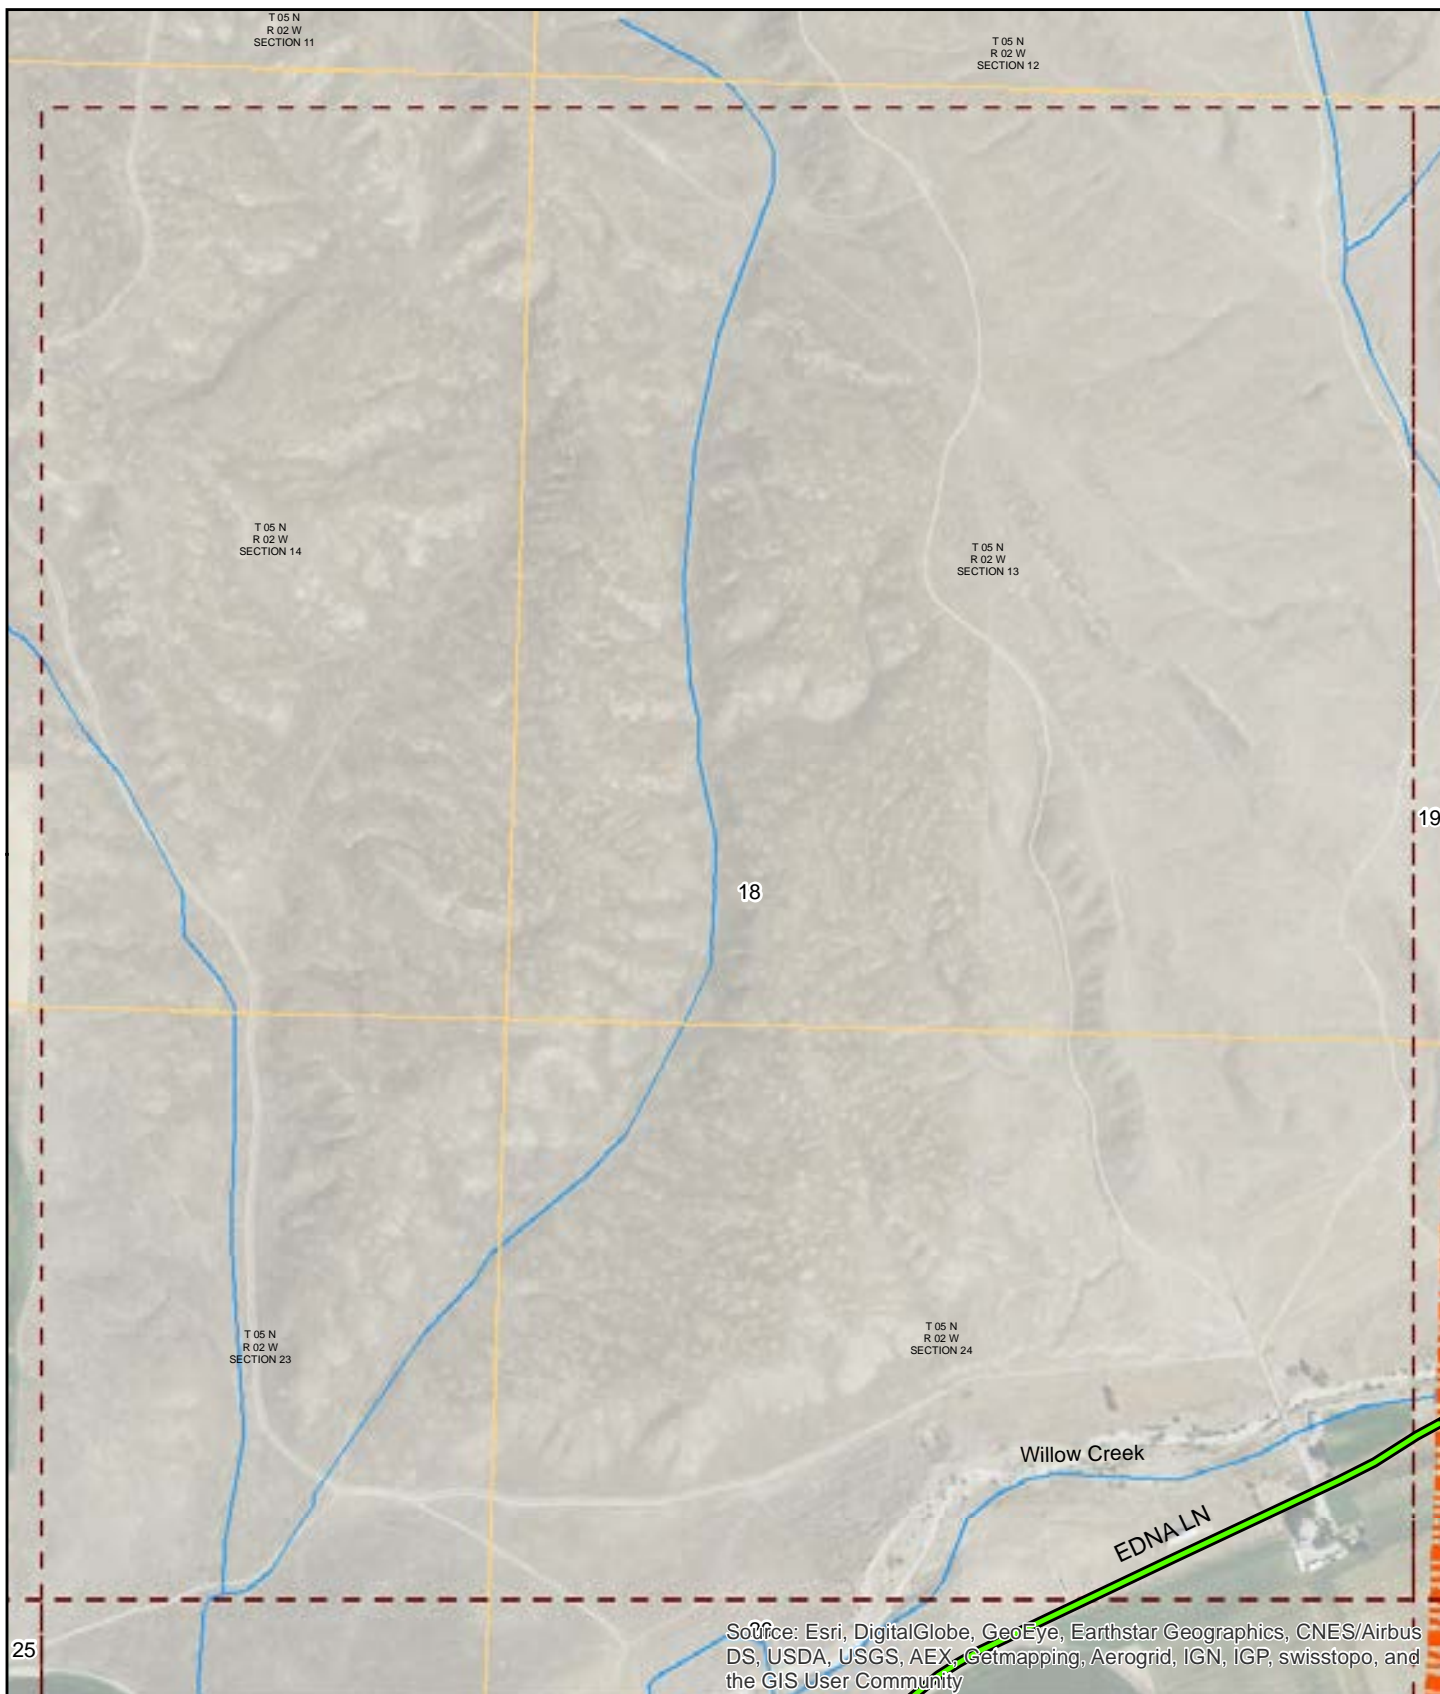 T 05 N
R 02 W
SECTION 11
T 05 N
R 02 W
SECTION 12
T 05 N
R 02 W
SECTION 14
T 05 N
R 02 W
SECTION 13
19
18
T 05 N
R 02 W
SECTION 23
T 05 N
R 02 W
SECTION 24
Willow Creek
EDNA LN
25
Source: Esri, DigitalGlobe, GeoEye, Earthstar Geographics, CNES/Airbus
DS, USDA, USGS, AEX, Getmapping, Aerogrid, IGN, IGP, swisstopo, and
the GIS User Community